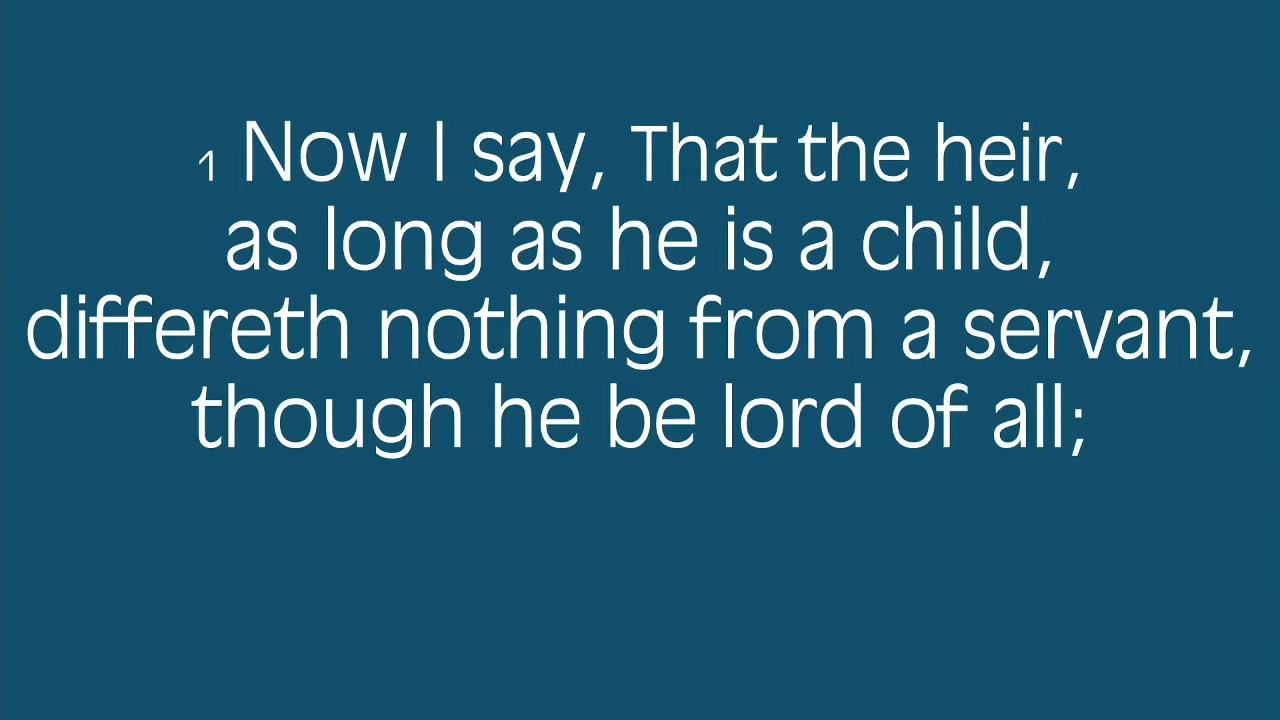 1 Now I say, That the heir,
as long as he is a child,
differeth nothing from a servant,
though he be lord of all;